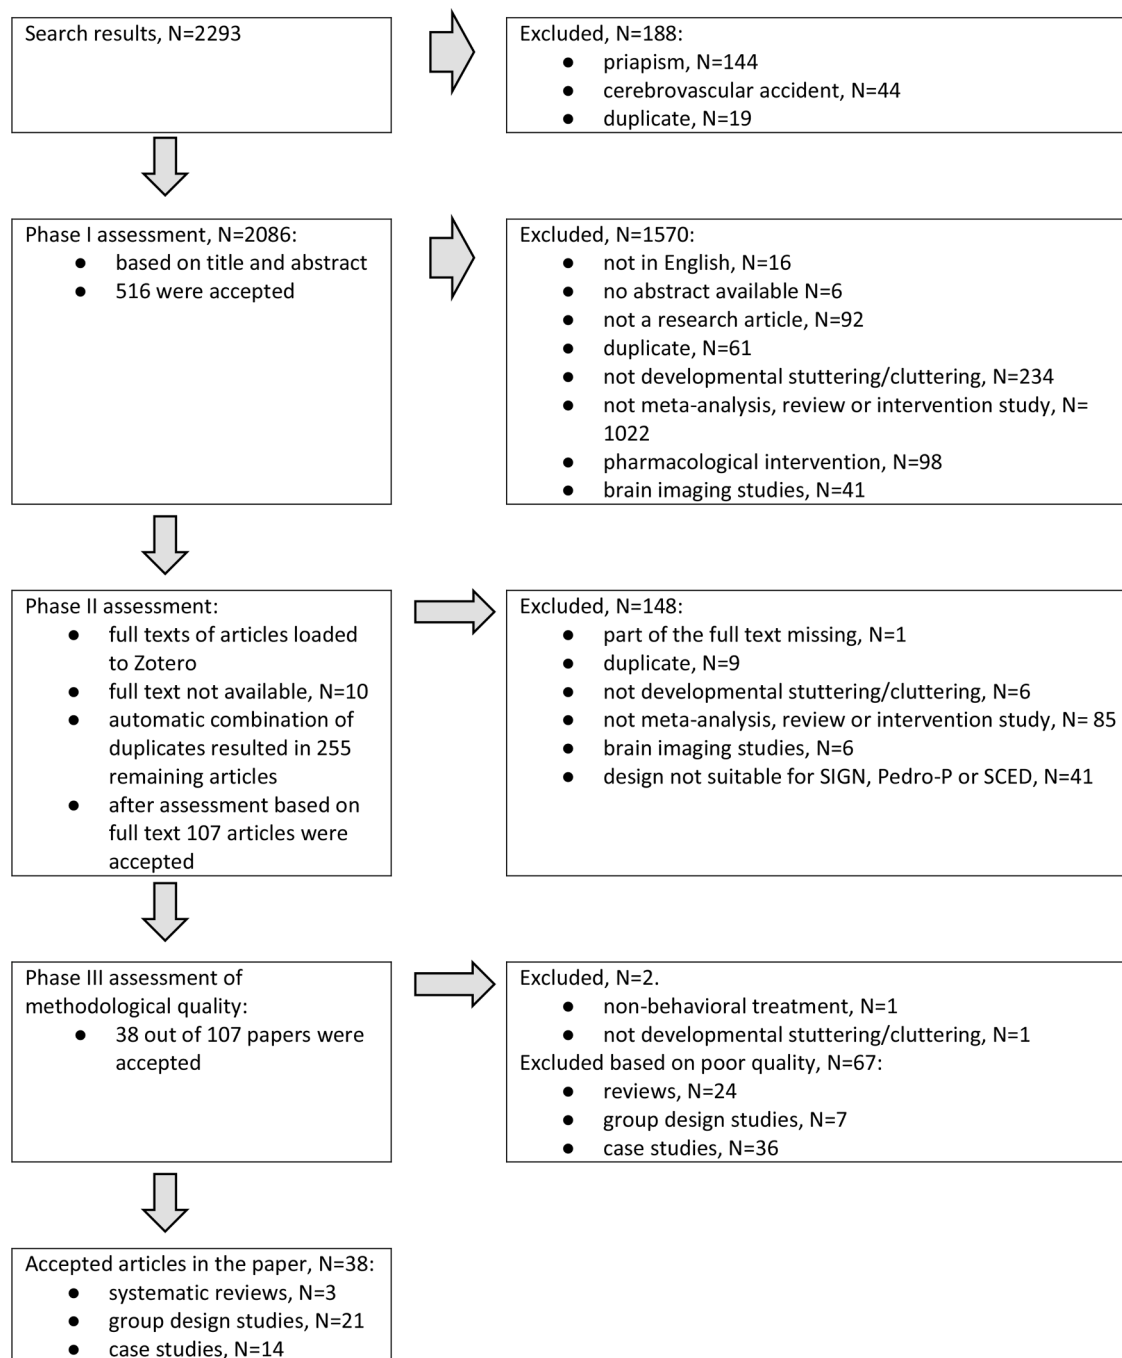 Search results, N=2293
Excluded, N=188:
● priapism, N=144
● cerebrovascular accident, N=44
● duplicate, N=19
Phase I assessment, N=2086:
● based on title and abstract
● 516 were accepted
Excluded, N=1570:
● not in English, N=16
● no abstract available N=6
● not a research article, N=92
● duplicate, N=61
● not developmental stuttering/cluttering, N=234
● not meta-analysis, review or intervention study, N=
1022
● pharmacological intervention, N=98
● brain imaging studies, N=41
Phase II assessment:
● full texts of articles loaded
to Zotero
● full text not available, N=10
● automatic combination of
duplicates resulted in 255
remaining articles
● after assessment based on
full text 107 articles were
accepted
Excluded, N=148:
● part of the full text missing, N=1
● duplicate, N=9
● not developmental stuttering/cluttering, N=6
● not meta-analysis, review or intervention study, N= 85
● brain imaging studies, N=6
● design not suitable for SIGN, Pedro-P or SCED, N=41
Phase III assessment of
methodological quality:
● 38 out of 107 papers were
accepted
Excluded, N=2.
● non-behavioral treatment, N=1
● not developmental stuttering/cluttering, N=1
Excluded based on poor quality, N=67:
● reviews, N=24
● group design studies, N=7
● case studies, N=36
Accepted articles in the paper, N=38:
● systematic reviews, N=3
● group design studies, N=21
● case studies, N=14